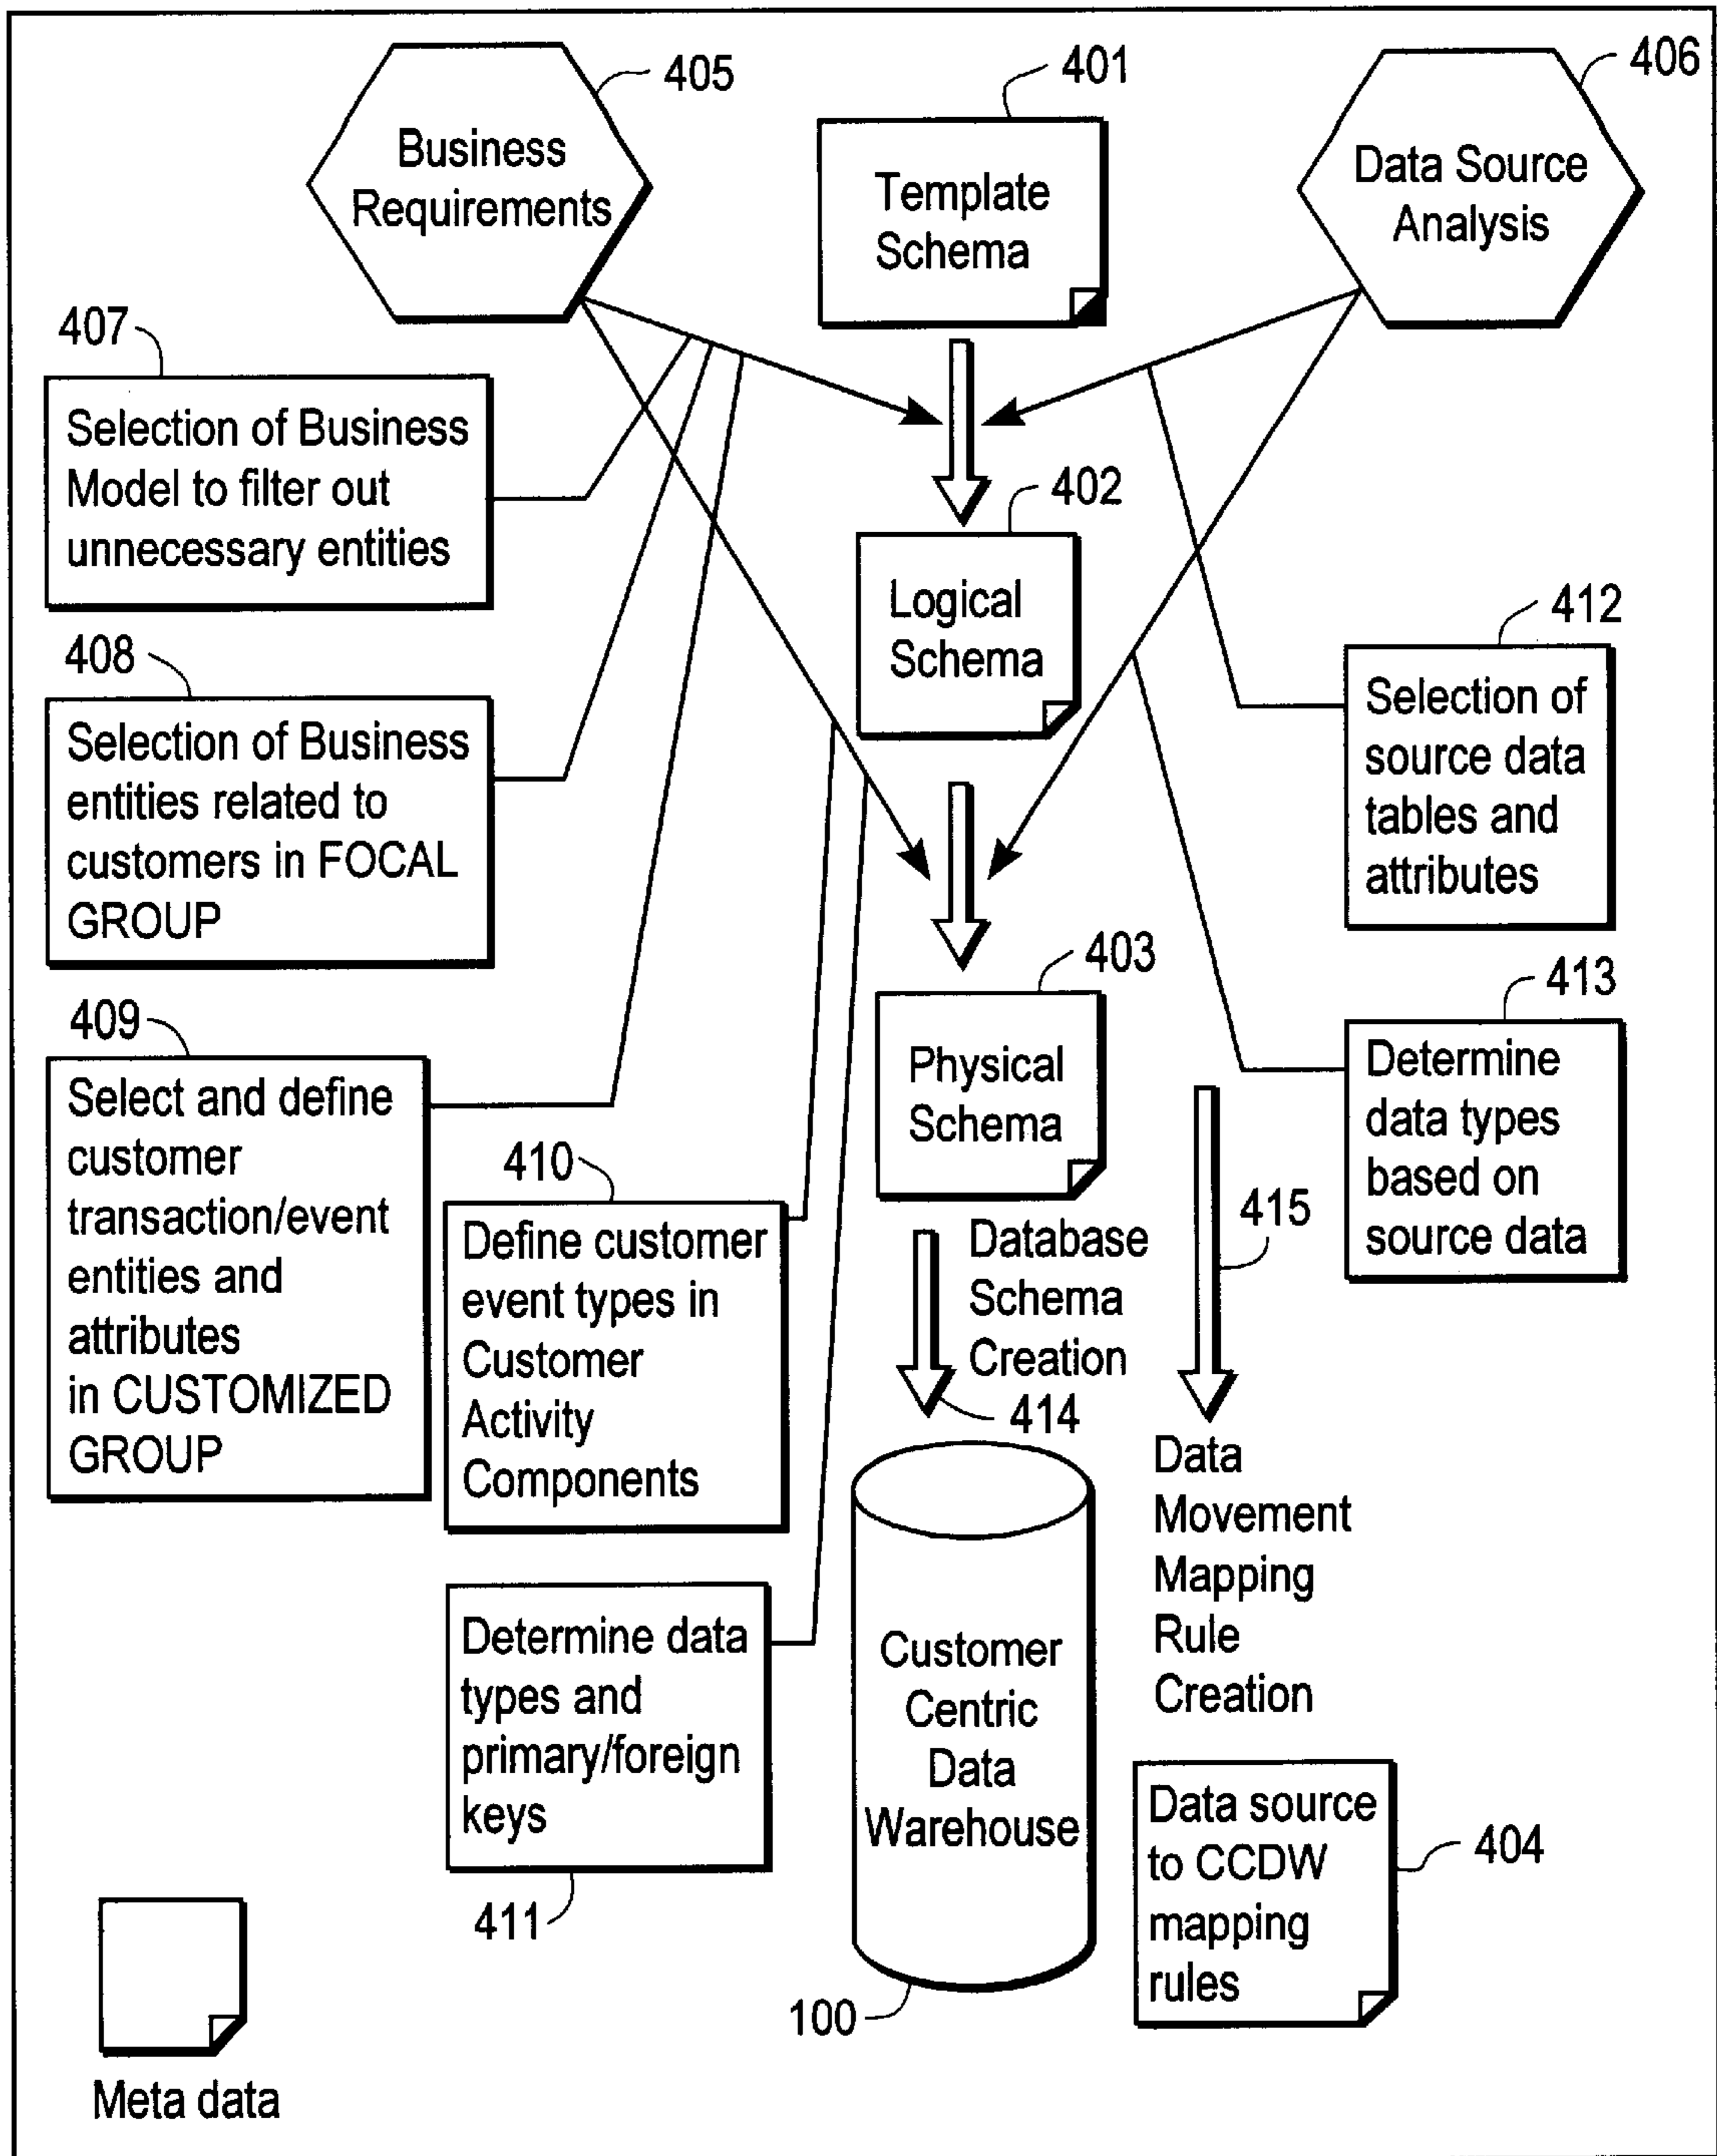 405
Business
Requirements
401
Template
Schema
406
Data Source
Analysis
407
Selection of Business
Model to filter out
unnecessary entities
402
Logical
Schema
408
Selection of Business
entities related to
customers in FOCAL
GROUP
412
Selection of
source data
tables and
attributes
409
Select and define
customer
transaction/event
entities and
attributes
in CUSTOMIZED
GROUP
403
Physical
Schema
413
Determine
data types
based on
source data
410
Define customer
event types in
Customer
Activity
Components
Database
Schema
Creation
414
415
Data
Movement
Mapping
Rule
Creation
Determine data
types and
primary/foreign
keys
411
Customer
Centric
Data
Warehouse
100
Data source
to CCDW
mapping
rules
404
Meta data